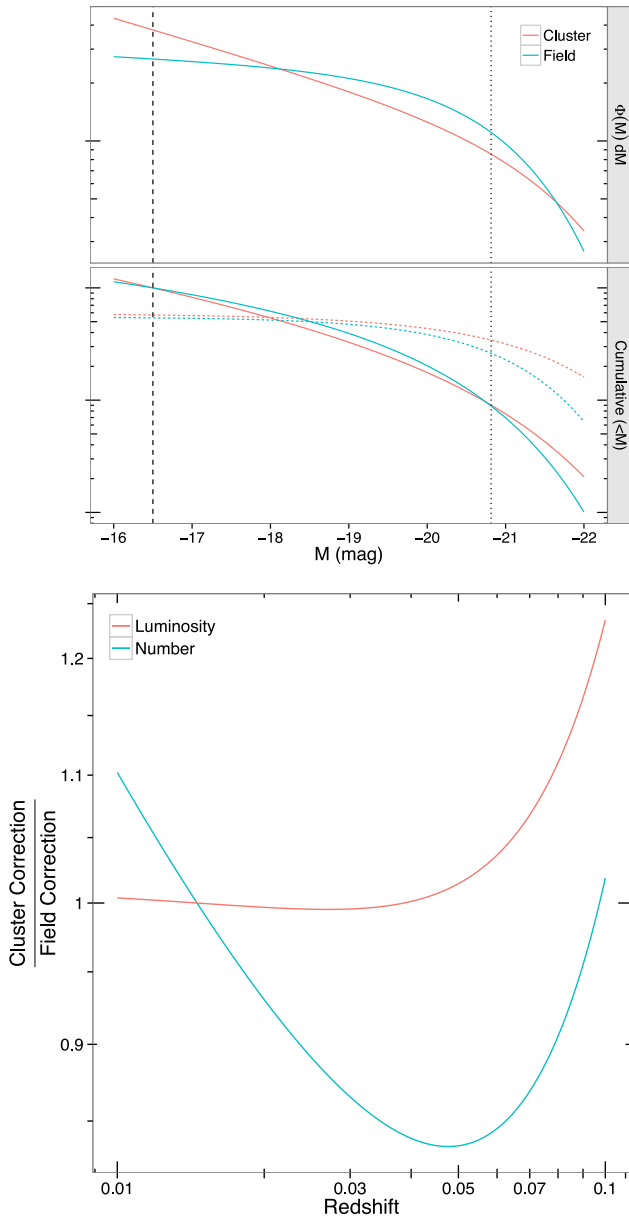 Cluster
Field
Φ(M) dM
Cumulative (<M)
−16 −17 −18 −19 −20 −21 −22
M (mag)
Luminosity
Number
1.2
1.1
1
0.9
Cluster Correction
Field Correction
0.01 0.03 0.05 0.07 0.1
Redshift